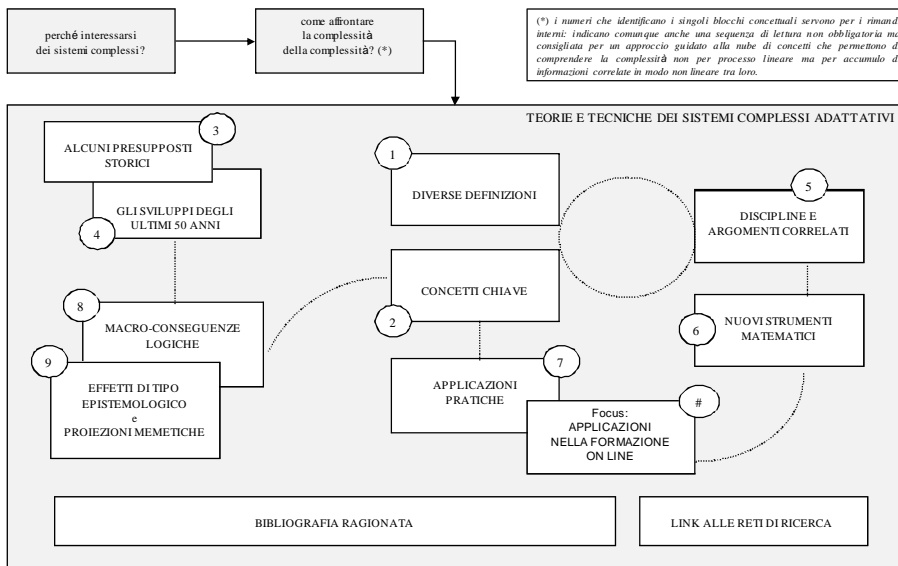 perché interessarsi
dei sistemi complessi?
come affrontare
la complessità
della complessità? (*)
(*) i numeri che identificano i singoli blocchi concettuali servono per i rimandi
interni: indicano comunque anche una sequenza di lettura non obbligatoria ma
consigliata per un approccio guidato alla nube di concetti che permettono di
comprendere la complessità non per processo lineare ma per accumulo di
informazioni correlate in modo non lineare tra loro.
TEORIE E TECNICHE DEI SISTEMI COMPLESSI ADATTATIVI
3
ALCUNI PRESUPPOSTI
STORICI
GLI SVILUPPI DEGLI
ULTIMI 50 ANNI
4
1
DIVERSE DEFINIZIONI
5
DISCIPLINE E
ARGOMENTI CORRELATI
CONCETTI CHIAVE
2
8
MACRO-CONSEGUENZE
LOGICHE
9
EFFETTI DI TIPO
EPISTEMOLOGICO
e
PROIEZIONI MEMETICHE
6
NUOVI STRUMENTI
MATEMATICI
7
APPLICAZIONI
PRATICHE
#
Focus:
APPLICAZIONI
NELLA FORMAZIONE
ON LINE
BIBLIOGRAFIA RAGIONATA
LINK ALLE RETI DI RICERCA